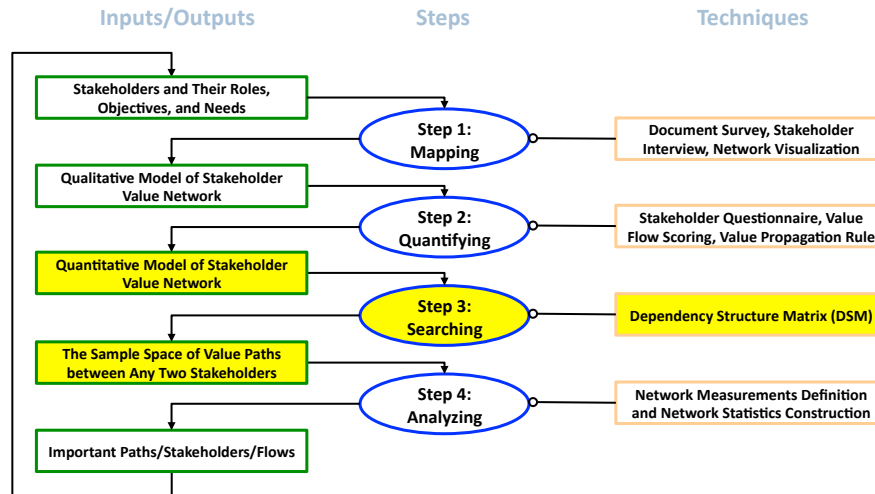 Inputs/Outputs
Steps
Techniques
Stakeholders and Their Roles,
Objectives, and Needs
Step 1:
Mapping
Document Survey, Stakeholder
Interview, Network Visualization
Qualitative Model of Stakeholder
Value Network
Step 2:
Quantifying
Stakeholder Questionnaire, Value
Flow Scoring, Value Propagation Rule
Quantitative Model of Stakeholder
Value Network
Step 3:
Searching
Dependency Structure Matrix (DSM)
The Sample Space of Value Paths
between Any Two Stakeholders
Step 4:
Analyzing
Network Measurements Definition
and Network Statistics Construction
Important Paths/Stakeholders/Flows